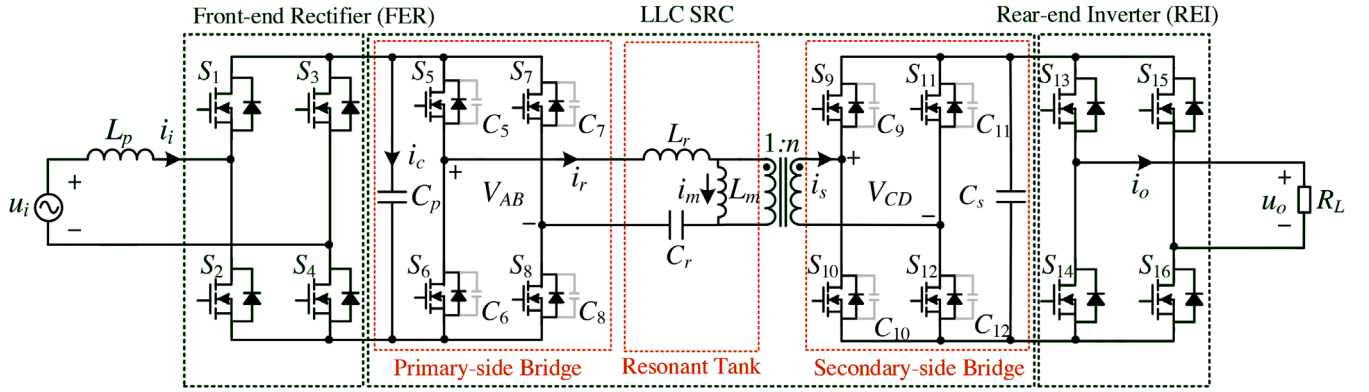 Front-end Rectifier (FER) LLC SRC Rear-end Inverter (REI)
S1 S3 S5 S7 S9 S11 S13 S15
C5 C7 C9 C11
Lp ii Lr 1:n
ic + ir im Lm is + io +
+ ui − Cp VAB VCD Cs uo RL
− − Cr − −
S2 S4 S6 S8 S10 S12 S14 S16
C6 C8 C10 C12
Primary-side Bridge Resonant Tank Secondary-side Bridge